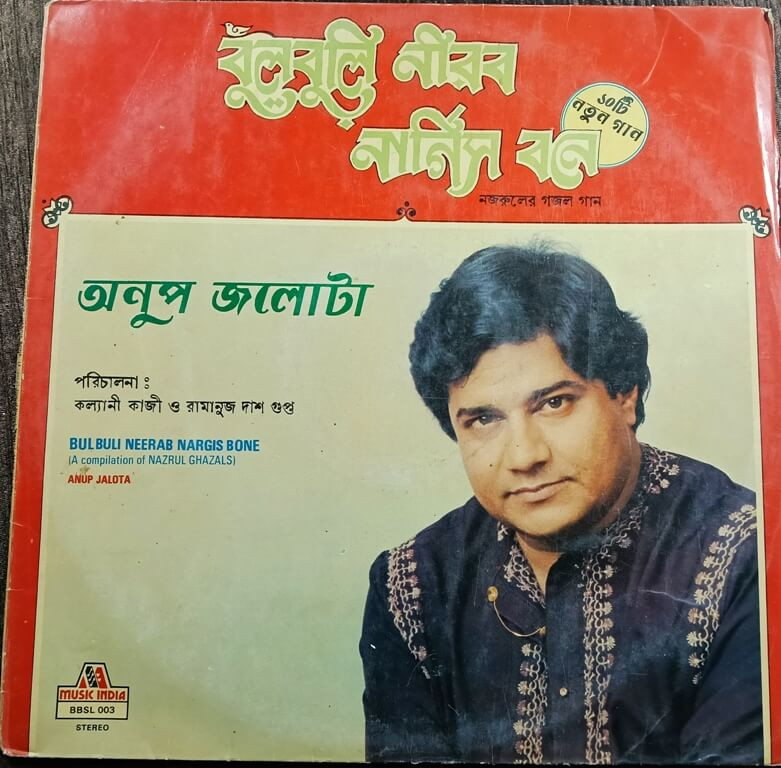 বুলবুলি নীরব
নার্গিস বনে
১০টি
নতুন গান
নজরুলের গজল গান
অনুপ জলোটা
পরিচালনা :
কল্যানী কাজী ও রামানুজ দাশ গুপ্ত
BULBULI NEERAB NARGIS BONE
(A compilation of NAZRUL GHAZALS)
ANUP JALOTA
MUSIC INDIA
BBSL 003
STEREO